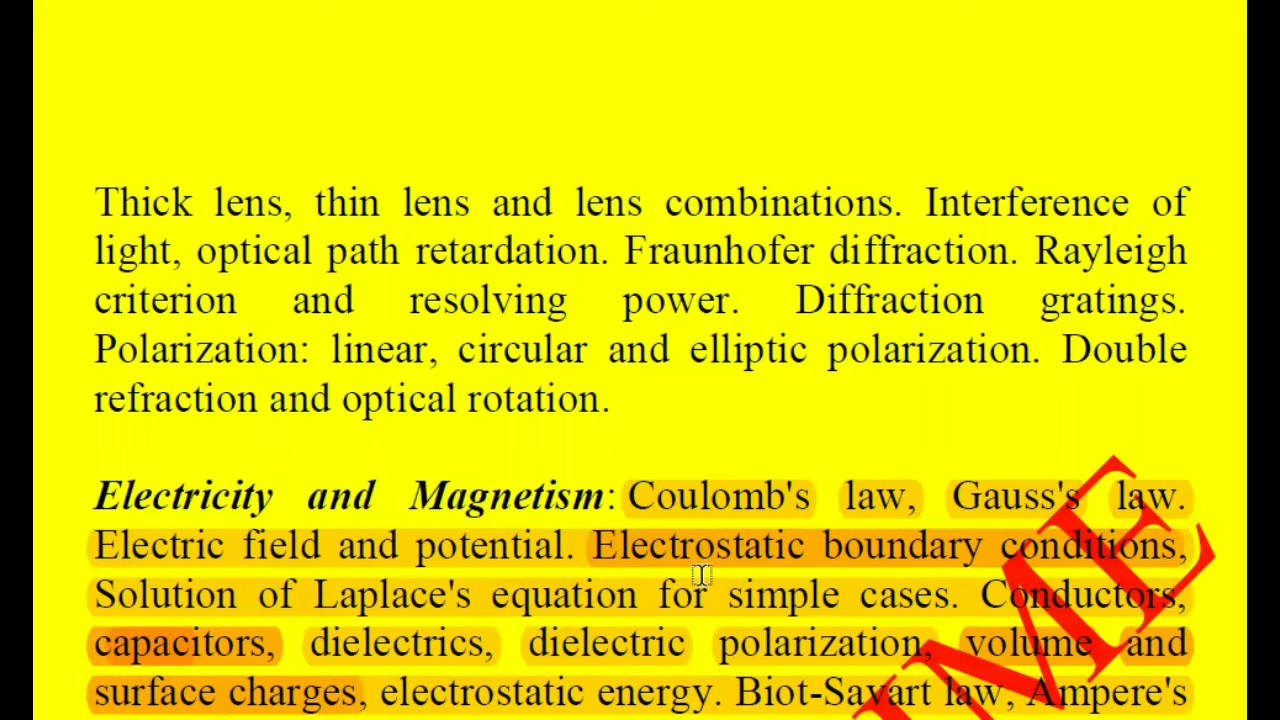 Thick lens, thin lens and lens combinations. Interference of
light, optical path retardation. Fraunhofer diffraction. Rayleigh
criterion and resolving power. Diffraction gratings.
Polarization: linear, circular and elliptic polarization. Double
refraction and optical rotation.
Electricity and Magnetism: Coulomb's law, Gauss's law.
Electric field and potential. Electrostatic boundary conditions,
Solution of Laplace's equation for simple cases. Conductors,
capacitors, dielectrics, dielectric polarization, volume and
surface charges, electrostatic energy. Biot-Savart law, Ampere's